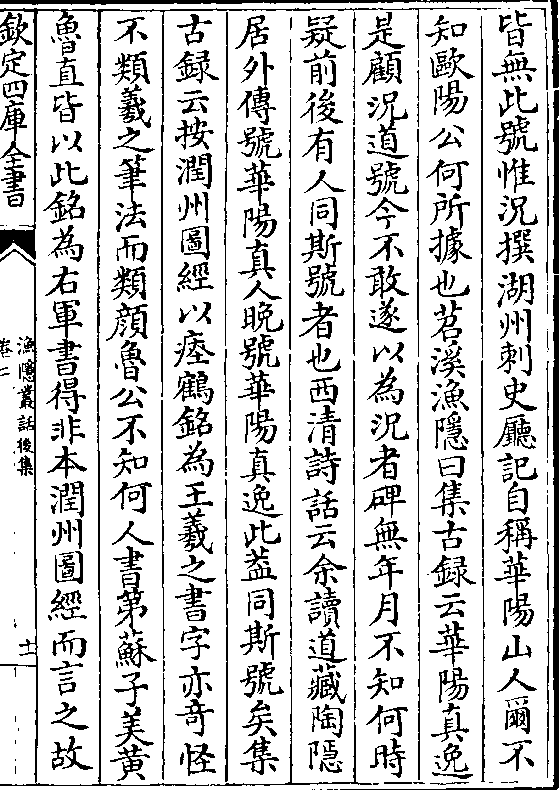 皆無此號惟況撰湖州刺史廳記自稱華陽山人爾不
知歐陽公何所據也苕溪漁隱曰集古録云華陽真逸
是顧況道號今不敢遂以為況者碑無年月不知何時
疑前後有人同斯號者也西清詩話云余讀道藏陶隱
居外傳號華陽真人晚號華陽真逸此葢同斯號矣集
古録云按潤州圖經以瘞鶴銘為王羲之書字亦竒怪
不類羲之筆法而類顔魯公不知何人書第蘇子美黃
魯直皆以此銘為右軍書得非本潤州圖經而言之故
欽定四庫全書
漁隱叢話後集
卷二
十